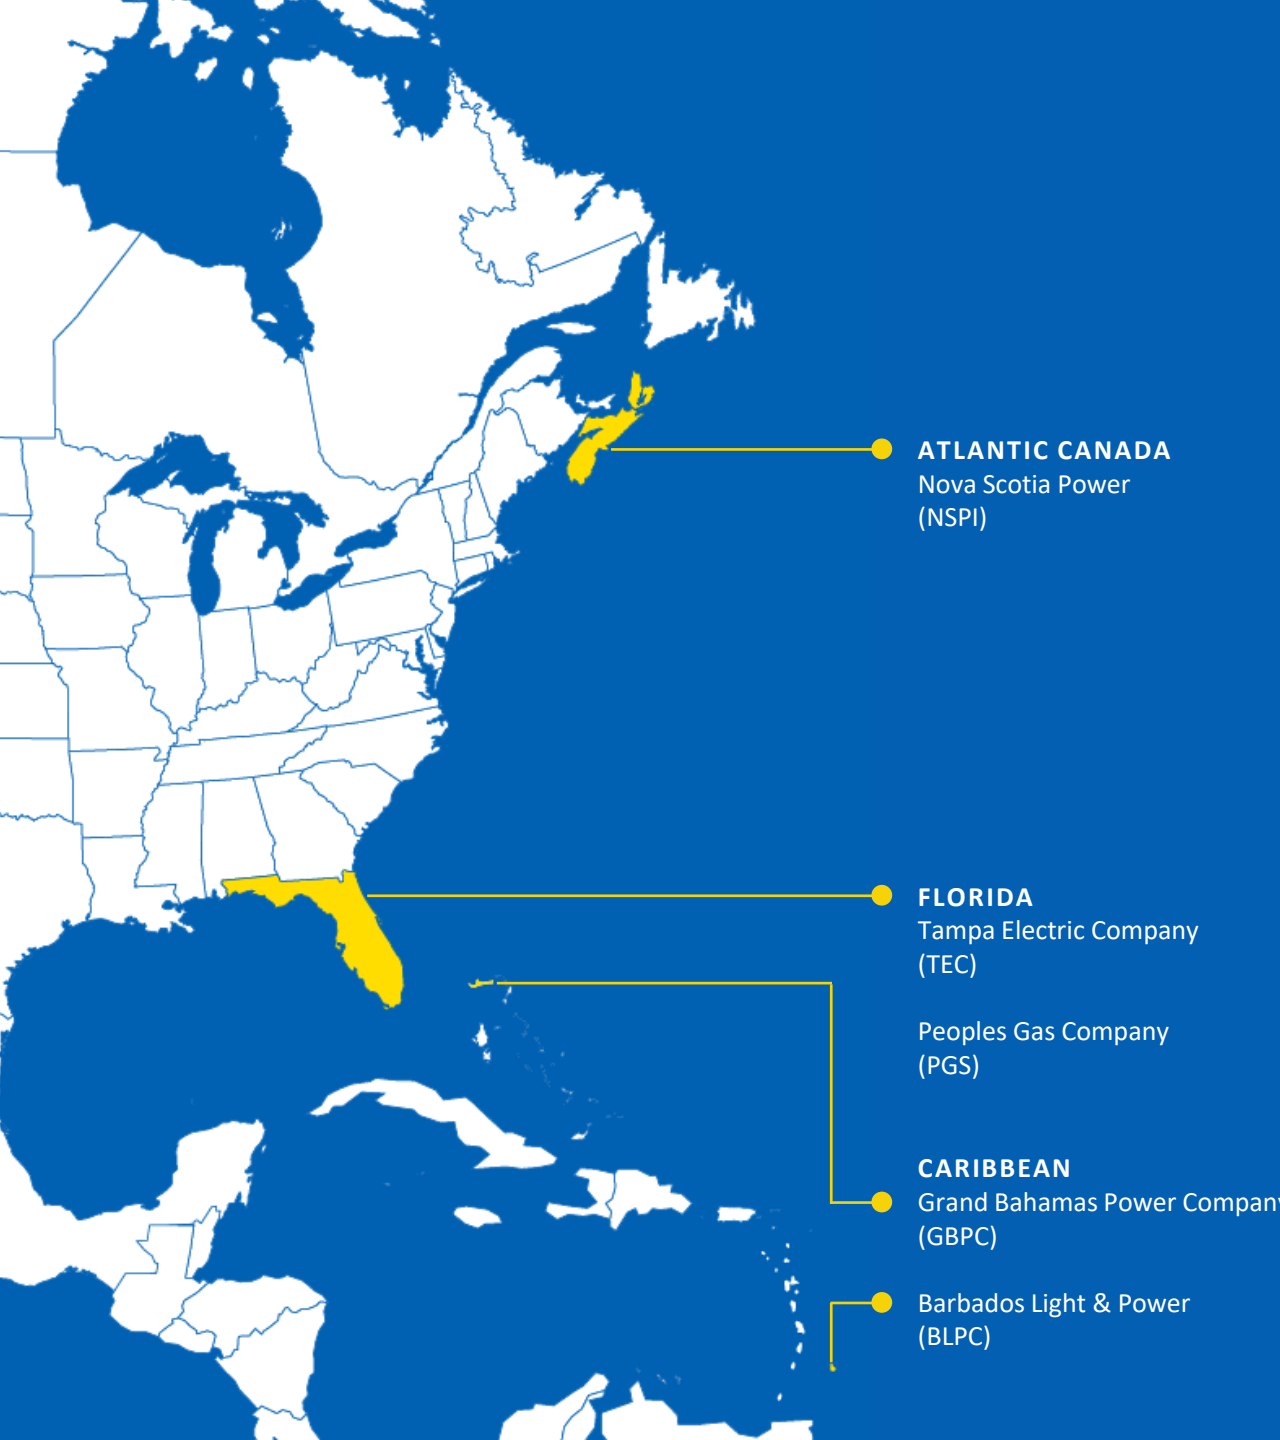 ATLANTIC CANADA
Nova Scotia Power
(NSPI)
FLORIDA
Tampa Electric Company
(TEC)
Peoples Gas Company
(PGS)
CARIBBEAN
Grand Bahamas Power Company
(GBPC)
Barbados Light & Power
(BLPC)